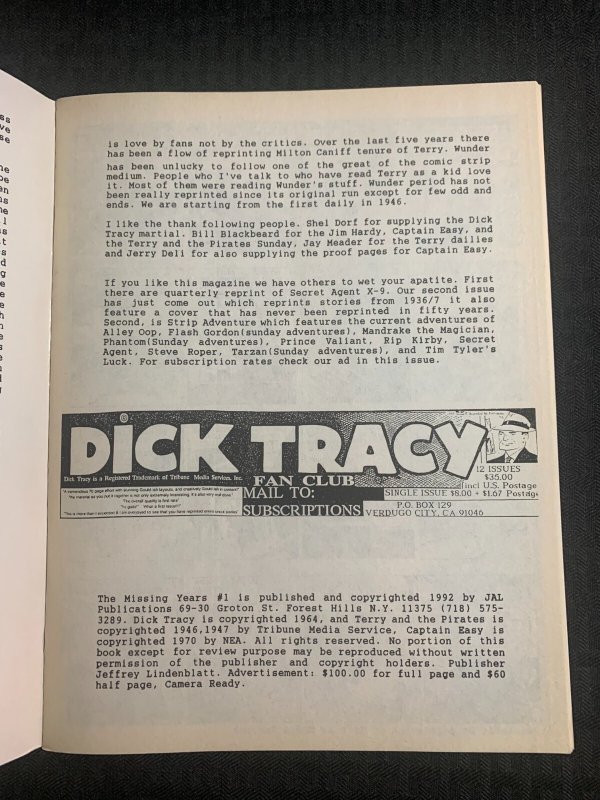 is love by fans not by the critics. Over the last five years there
has been a flow of reprinting Milton Caniff tenure of Terry. Wunder
has been unlucky to follow one of the great of the comic strip
medium. People who I've talk to who have read Terry as a kid love
it. Most of them were reading Wunder's stuff. Wunder period has not
been really reprinted since its original run except for few odd and
ends. We are starting from the first daily in 1946.
I like the thank following people. Shel Dorf for supplying the Dick
Tracy martial. Bill Blackbeard for the Jim Hardy, Captain Easy, and
the Terry and the Pirates Sunday, Jay Meader for the Terry dailies
and Jerry Deli for also supplying the proof pages for Captain Easy.
If you like this magazine we have others to wet your apatite. First
there are quarterly reprint of Secret Agent X-9. Our second issue
has just come out which reprints stories from 1936/7 it also
feature a cover that has never been reprinted in fifty years.
Second, is Strip Adventure which features the current adventures of
Alley Oop, Flash Gordon(sunday adventures), Mandrake the Magician,
Phantom(Sunday adventures), Prince Valiant, Rip Kirby, Secret
Agent, Steve Roper, Tarzan(Sunday adventures), and Tim Tyler's
Luck. For subscription rates check our ad in this issue.
DICK TRACY
Dick Tracy is a Registered Trademark of Tribune Media Services, Inc.
FAN CLUB
12 ISSUES
$35.00
incl U.S. Postage
MAIL TO:
SUBSCRIPTIONS
SINGLE ISSUE $6.00 + $1.67 Postage
P.O. BOX 129
VERDUGO CITY, CA 91046
The overall quality is first rate!
The Missing Years #1 is published and copyrighted 1992 by JAL
Publications 69-30 Groton St. Forest Hills N.Y. 11375 (718) 575-
3289. Dick Tracy is copyrighted 1964, and Terry and the Pirates is
copyrighted 1946,1947 by Tribune Media Service, Captain Easy is
copyrighted 1970 by NEA. All rights reserved. No portion of this
book except for review purpose may be reproduced without written
permission of the publisher and copyright holders. Publisher
Jeffrey Lindenblatt. Advertisement: $100.00 for full page and $60
half page, Camera Ready.